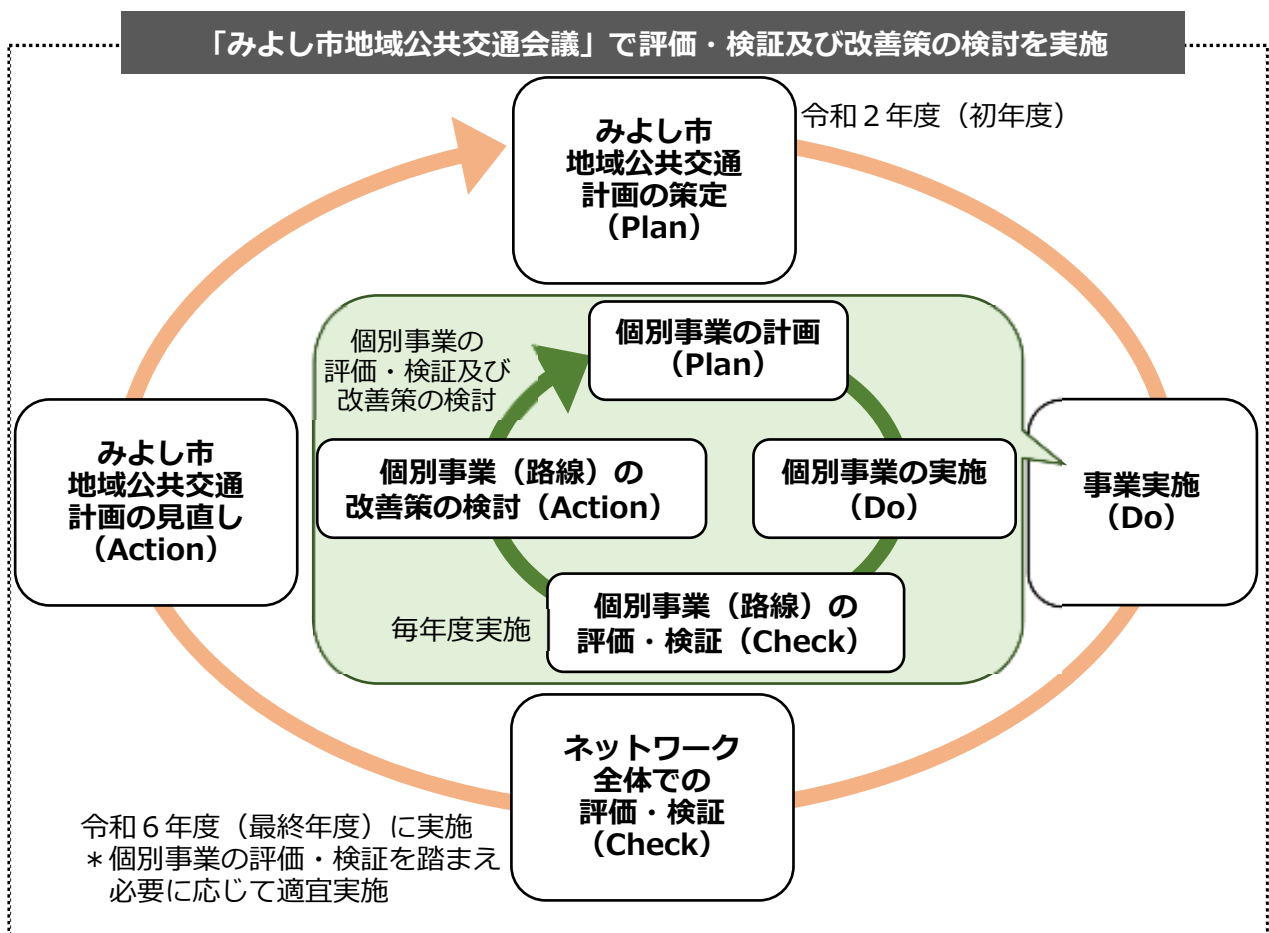 「みよし市地域公共交通会議」で評価・検証及び改善策の検討を実施
令和２年度（初年度）
みよし市
地域公共交通
計画の策定
（Plan）
個別事業の
評価・検証及び
改善策の検討
個別事業の計画
（Plan）
みよし市
地域公共交通
計画の見直し
（Action）
個別事業（路線）の
改善策の検討（Action）
個別事業の実施
（Do）
事業実施
（Do）
毎年度実施
個別事業（路線）の
評価・検証（Check）
ネットワーク
全体での
評価・検証
（Check）
令和６年度（最終年度）に実施
＊個別事業の評価・検証を踏まえ
必要に応じて適宜実施